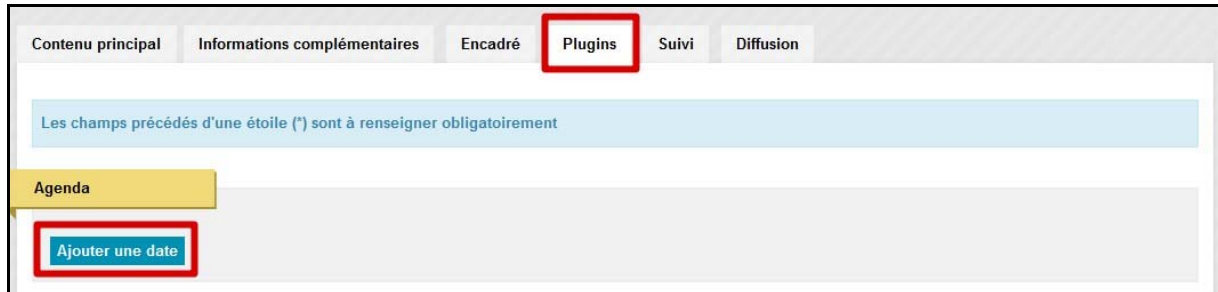 Contenu principal Informations complémentaires Encadré Plugins Suivi Diffusion
Les champs précédés d'une étoile (*) sont à renseigner obligatoirement
Agenda
Ajouter une date